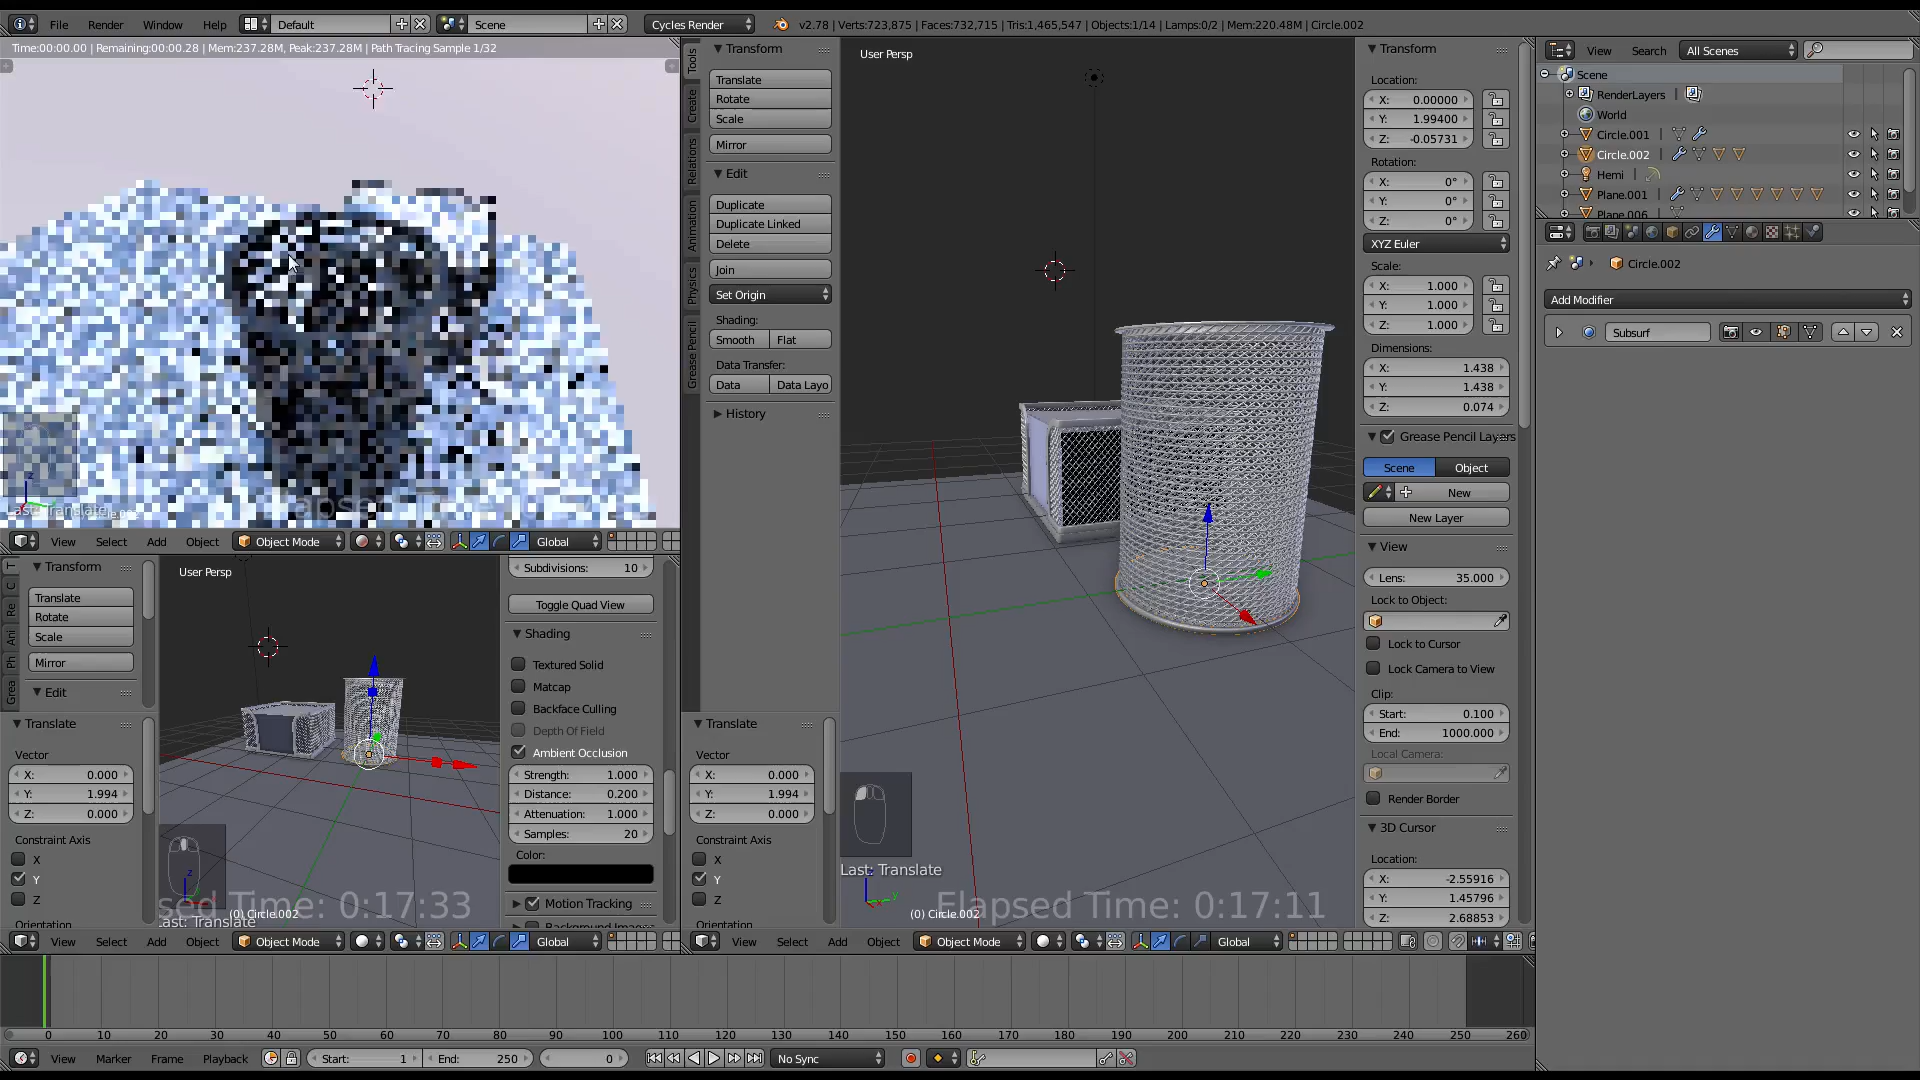 File Render Window Help Default Scene Cycles Render v2.78 | Verts:723,875 | Faces:732,715 | Tris:1,465,547 | Objects:1/14 | Lamps:0/2 | Mem:220.48M | Circle.002
Time:00:00.00 | Remaining:00:00.28 | Mem:237.28M, Peak:237.28M | Path Tracing Sample 1/32
View Select Add Object Object Mode Global
Transform
Translate
Rotate
Scale
Mirror
Edit
Translate
Vector
X: 0.000
Y: 1.994
Z: 0.000
Constraint Axis
X
Y
Z
Orientation
User Persp
Elapsed Time: 0:17:33
(0) Circle.002
Last: Translate
Subdivisions: 10
Toggle Quad View
Shading
Textured Solid
Matcap
Backface Culling
Depth Of Field
Ambient Occlusion
Strength: 1.000
Distance: 0.200
Attenuation: 1.000
Samples: 20
Color:
Motion Tracking
View Select Add Object Object Mode Global
Tools
Create
Relations
Animation
Physics
Grease Pencil
Transform
Translate
Rotate
Scale
Mirror
Edit
Duplicate
Duplicate Linked
Delete
Join
Set Origin
Shading:
Smooth Flat
Data Transfer:
Data Data Layo
History
Translate
Vector
X: 0.000
Y: 1.994
Z: 0.000
Constraint Axis
X
Y
Z
Orientation
User Persp
Last: Translate
Elapsed Time: 0:17:11
(0) Circle.002
View Select Add Object Object Mode Global
Transform
Location:
X: 0.00000
Y: 1.99400
Z: -0.05731
Rotation:
X: 0°
Y: 0°
Z: 0°
XYZ Euler
Scale:
X: 1.000
Y: 1.000
Z: 1.000
Dimensions:
X: 1.438
Y: 1.438
Z: 0.074
Grease Pencil Layers
Scene Object
New
New Layer
View
Lens: 35.000
Lock to Object:
Lock to Cursor
Lock Camera to View
Clip:
Start: 0.100
End: 1000.000
Local Camera:
Render Border
3D Cursor
Location:
X: -2.55916
Y: 1.45796
Z: 2.68853
View Search All Scenes
Scene
RenderLayers
World
Circle.001
Circle.002
Hemi
Plane.001
Plane.006
Circle.002
Add Modifier
Subsurf
0 10 20 30 40 50 60 70 80 90 100 110 120 130 140 150 160 170 180 190 200 210 220 230 240 250 260
View Marker Frame Playback Start: 1 End: 250 0 No Sync